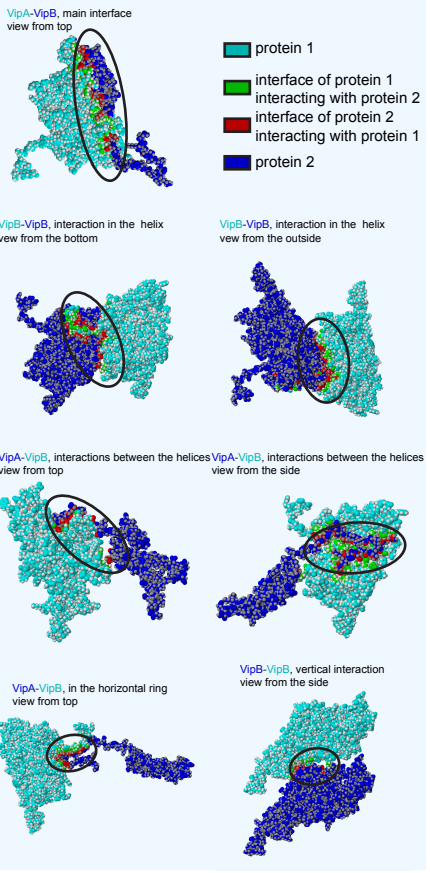 VipA-VipB, main interface
view from top
protein 1
interface of protein 1
interacting with protein 2
interface of protein 2
interacting with protein 1
protein 2
VipB-VipB, interaction in the helix
vew from the bottom
VipB-VipB, interaction in the helix
vew from the outside
VipA-VipB, interactions between the helices
view from top
VipA-VipB, interactions between the helices
view from the side
VipA-VipB, in the horizontal ring
view from top
VipB-VipB, vertical interaction
view from the side